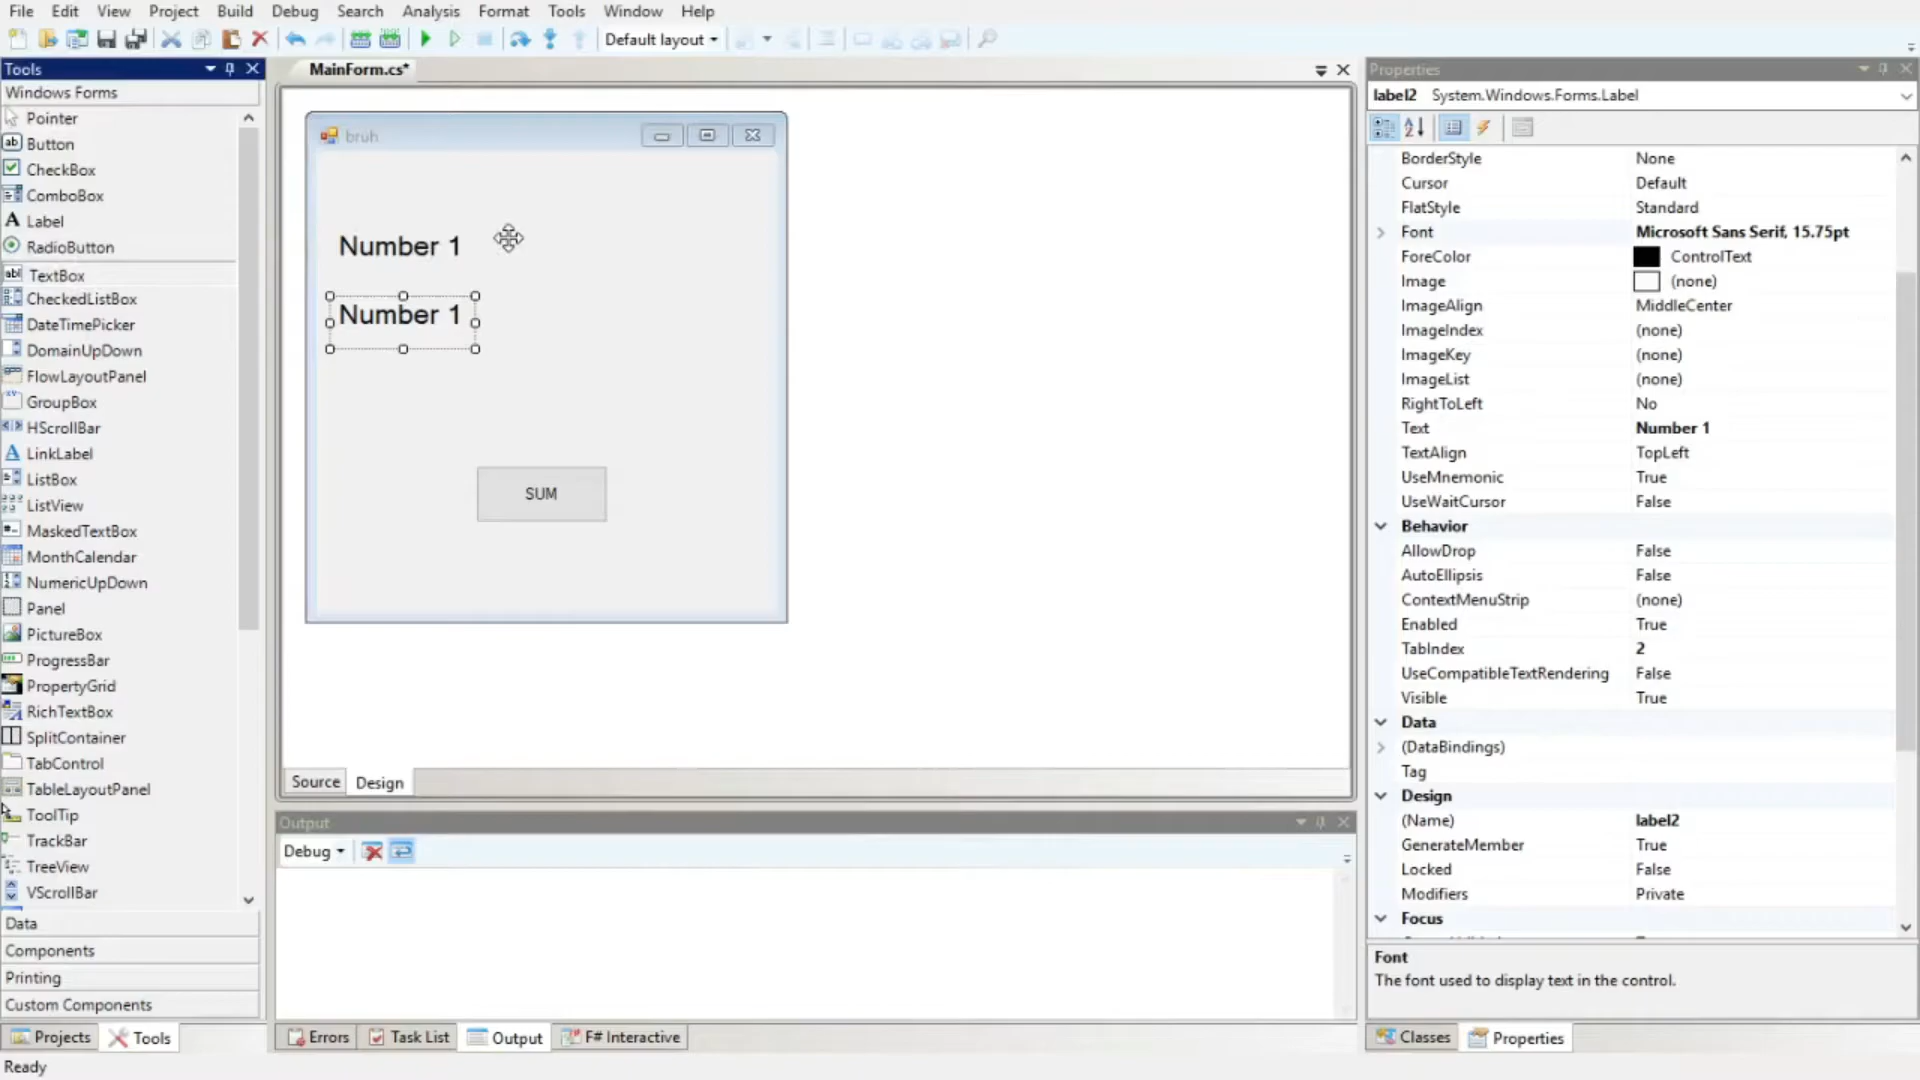 File Edit View Project Build Debug Search Analysis Format Tools Window Help
Default layout
Tools
Windows Forms
Pointer
Button
CheckBox
ComboBox
Label
RadioButton
TextBox
CheckedListBox
DateTimePicker
DomainUpDown
FlowLayoutPanel
GroupBox
HScrollBar
LinkLabel
ListBox
ListView
MaskedTextBox
MonthCalendar
NumericUpDown
Panel
PictureBox
ProgressBar
PropertyGrid
RichTextBox
SplitContainer
TabControl
TableLayoutPanel
ToolTip
TrackBar
TreeView
VScrollBar
Data
Components
Printing
Custom Components
Projects Tools
Ready
MainForm.cs*
bruh
Number 1
Number 1
SUM
Source Design
Output
Debug
Errors Task List Output F# Interactive
Properties
label2 System.Windows.Forms.Label
BorderStyle None
Cursor Default
FlatStyle Standard
Font Microsoft Sans Serif, 15.75pt
ForeColor ControlText
Image (none)
ImageAlign MiddleCenter
ImageIndex (none)
ImageKey (none)
ImageList (none)
RightToLeft No
Text Number 1
TextAlign TopLeft
UseMnemonic True
UseWaitCursor False
Behavior
AllowDrop False
AutoEllipsis False
ContextMenuStrip (none)
Enabled True
TabIndex 2
UseCompatibleTextRendering False
Visible True
Data
(DataBindings)
Tag
Design
(Name) label2
GenerateMember True
Locked False
Modifiers Private
Focus
Font
The font used to display text in the control.
Classes Properties